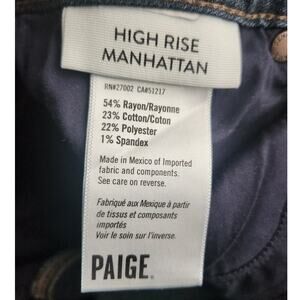 HIGH RISE
MANHATTAN
RN#27002 CA#51217
54% Rayon/Rayonne
23% Cotton/Coton
22% Polyester
1% Spandex
Made in Mexico of Imported
fabric and components.
See care on reverse.
Fabriqué aux Mexique à partir
de tissus et composants
importés
Voir le soin sur l'inverse.
PAIGE